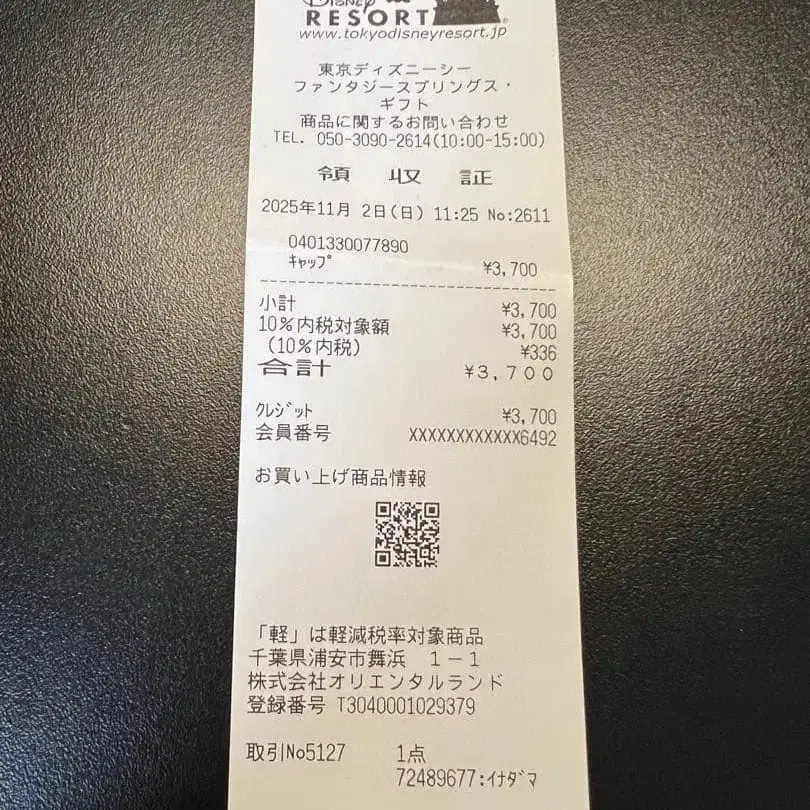 Disney
RESORT
www.tokyodisneyresort.jp
東京ディズニーシー
ファンタジースプリングス・
ギフト
商品に関するお問い合わせ
TEL. 050-3090-2614(10:00-15:00)
領 収 証
2025年11月 2日(日) 11:25 No:2611
0401330077890
ｷｬｯﾌﾟ ¥3,700
小計 ¥3,700
10%内税対象額 ¥3,700
(10%内税) ¥336
合計 ¥3,700
ｸﾚｼﾞｯﾄ ¥3,700
会員番号 XXXXXXXXXXXX6492
お買い上げ商品情報
「軽」は軽減税率対象商品
千葉県浦安市舞浜 1－1
株式会社オリエンタルランド
登録番号 T3040001029379
取引No5127 1点
72489677:ｲﾅﾀﾞﾏ